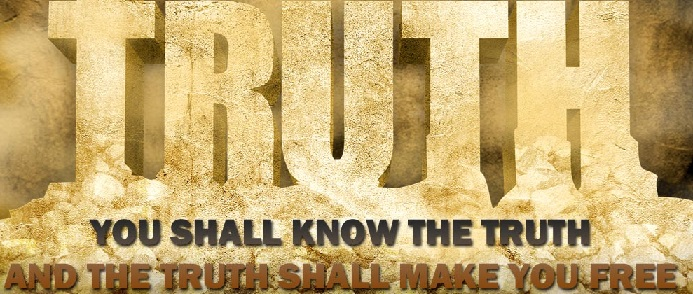 TRUTH
YOU SHALL KNOW THE TRUTH
AND THE TRUTH SHALL MAKE YOU FREE